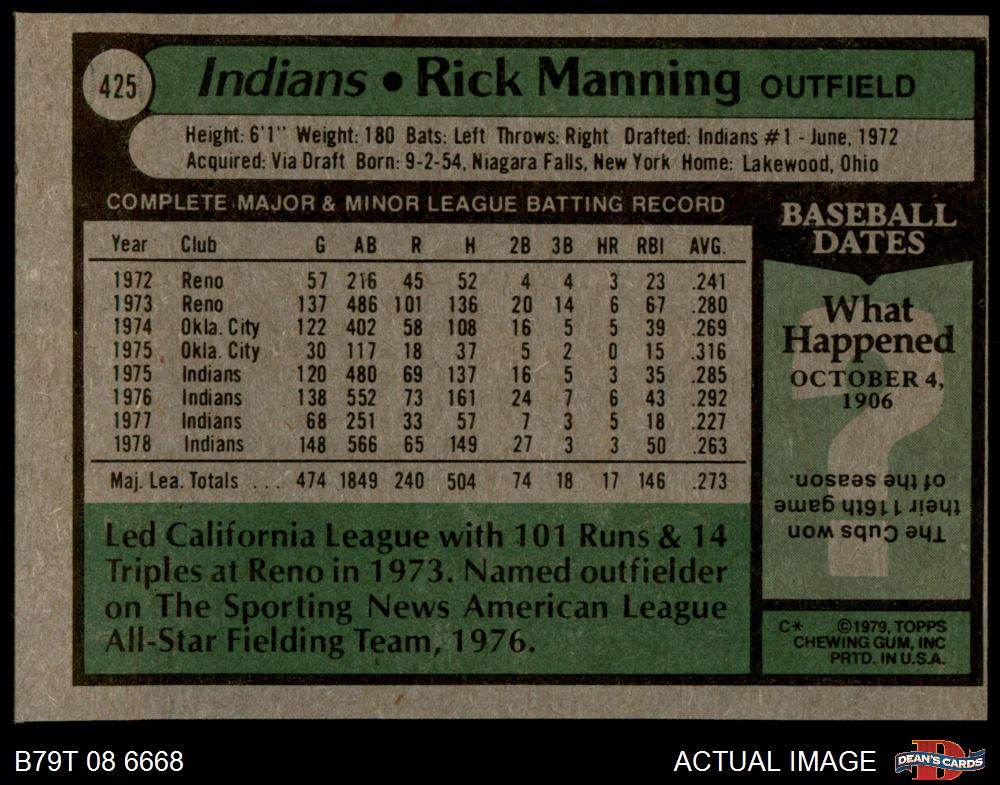 425
Indians • Rick Manning OUTFIELD
Height: 6'1" Weight: 180 Bats: Left Throws: Right Drafted: Indians #1 - June, 1972
Acquired: Via Draft Born: 9-2-54, Niagara Falls, New York Home: Lakewood, Ohio
COMPLETE MAJOR & MINOR LEAGUE BATTING RECORD
Year Club G AB R H 2B 3B HR RBI AVG.
1972 Reno 57 216 45 52 4 4 3 23 .241
1973 Reno 137 486 101 136 20 14 6 67 .280
1974 Okla. City 122 402 58 108 16 5 5 39 .269
1975 Okla. City 30 117 18 37 5 2 0 15 .316
1975 Indians 120 480 69 137 16 5 3 35 .285
1976 Indians 138 552 73 161 24 7 6 43 .292
1977 Indians 68 251 33 57 7 3 5 18 .227
1978 Indians 148 566 65 149 27 3 3 50 .263
Maj. Lea. Totals ... 474 1849 240 504 74 18 17 146 .273
Led California League with 101 Runs & 14
Triples at Reno in 1973. Named outfielder
on The Sporting News American League
All-Star Fielding Team, 1976.
BASEBALL
DATES
What
Happened
OCTOBER 4,
1906
The Cubs won
their 116th game
of the season.
C* ©1979, TOPPS
CHEWING GUM, INC
PRTD. IN U.S.A.
B79T 08 6668
ACTUAL IMAGE
DEAN'S CARDS